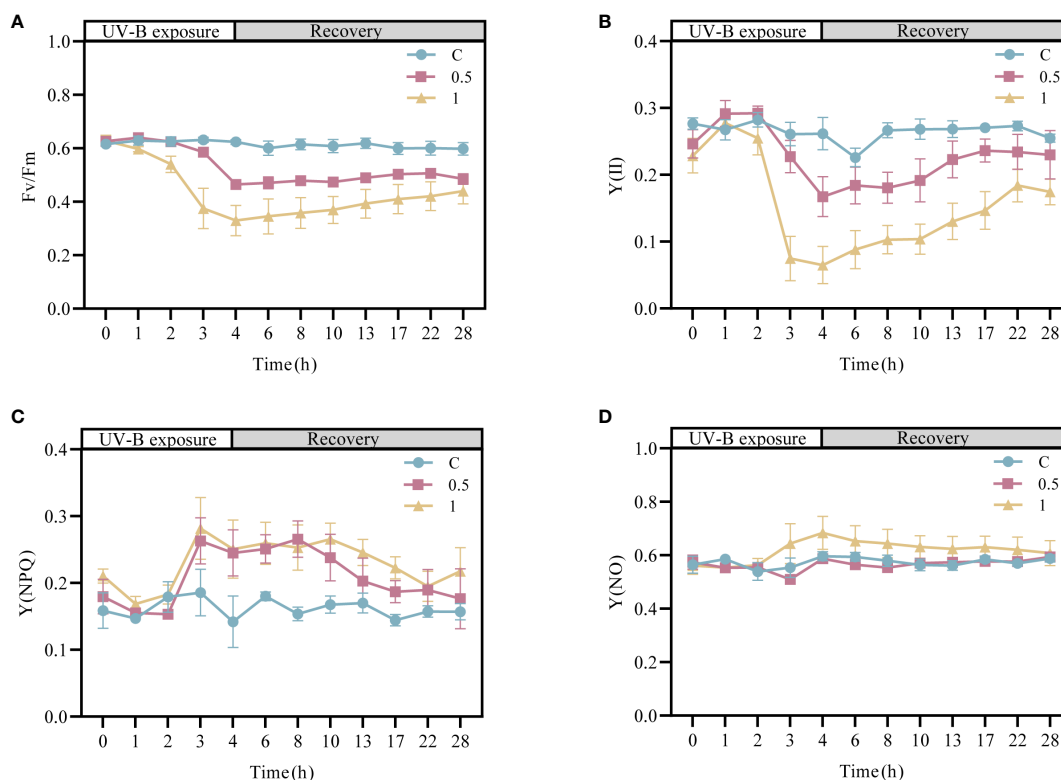 A
UV-B exposure Recovery
C
0.5
1
1.0
0.8
0.6
0.4
0.2
0.0
Fv/Fm
0 1 2 3 4 6 8 10 13 17 22 28
Time(h)
B
UV-B exposure Recovery
C
0.5
1
0.4
0.3
0.2
0.1
0.0
Y(II)
0 1 2 3 4 6 8 10 13 17 22 28
Time(h)
C
UV-B exposure Recovery
C
0.5
1
0.4
0.3
0.2
0.1
0.0
Y(NPQ)
0 1 2 3 4 6 8 10 13 17 22 28
Time(h)
D
UV-B exposure Recovery
C
0.5
1
1.0
0.8
0.6
0.4
0.2
0.0
Y(NO)
0 1 2 3 4 6 8 10 13 17 22 28
Time(h)